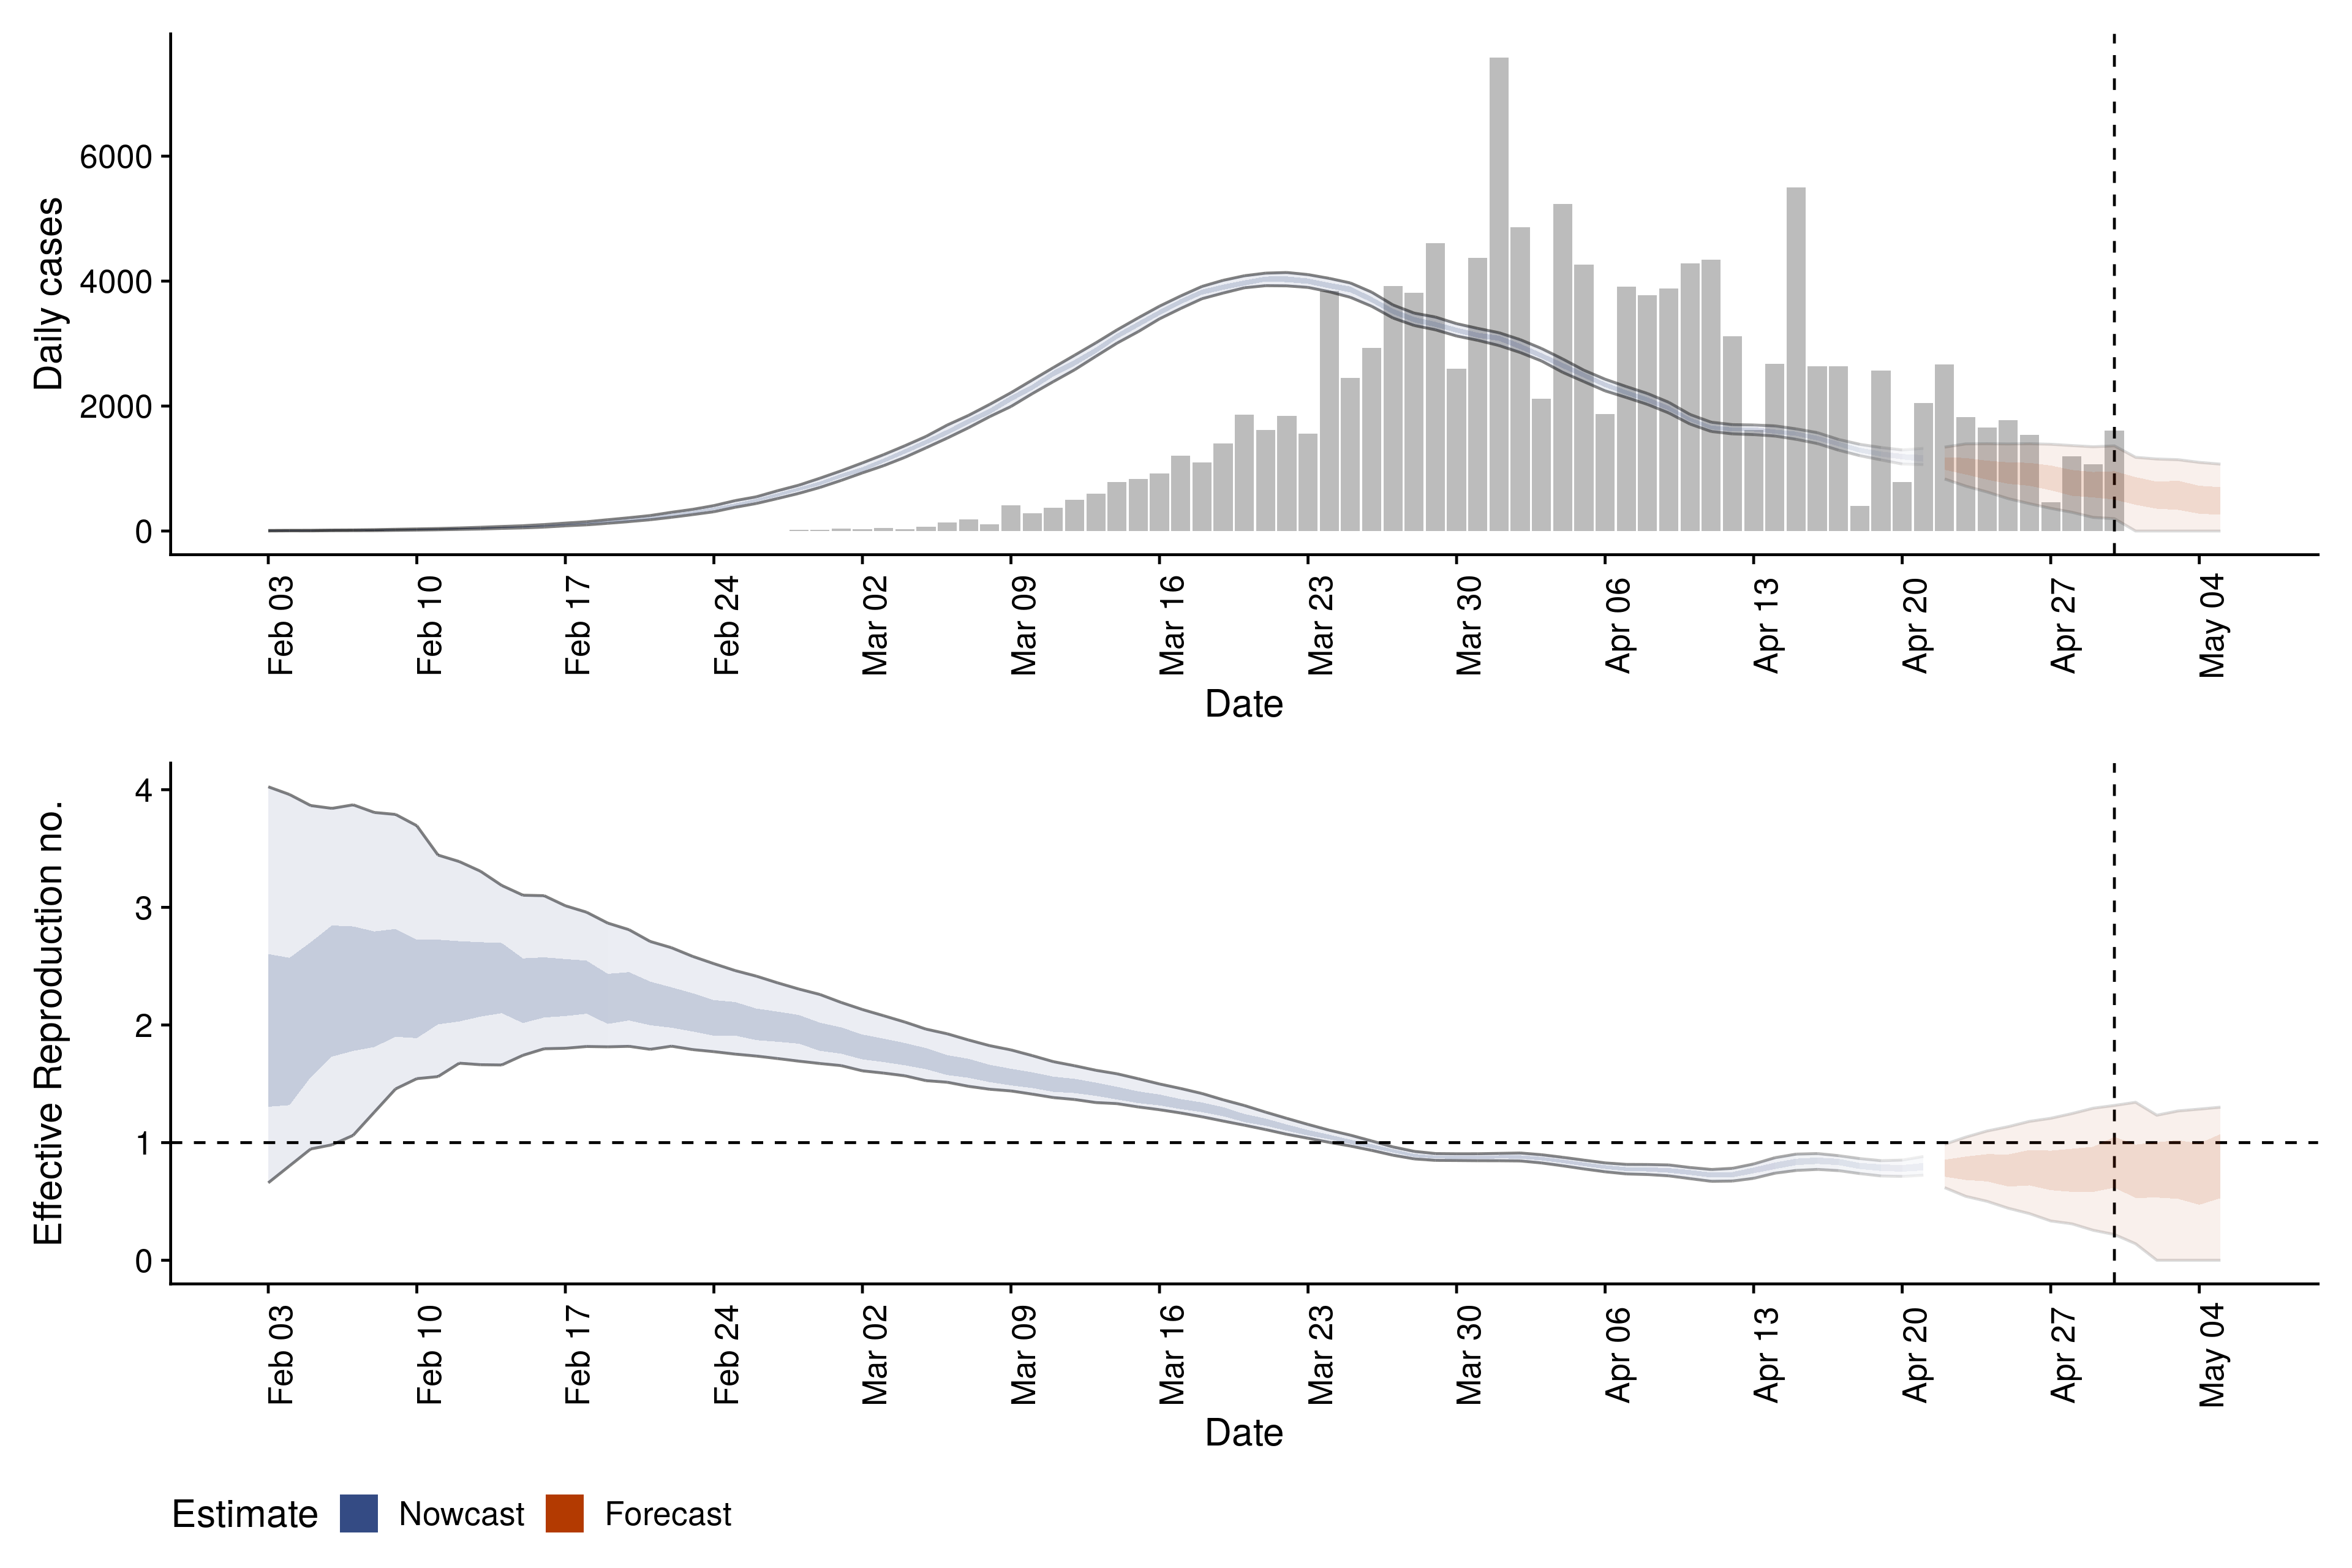 Daily cases
6000
4000
2000
0
Feb 03
Feb 10
Feb 17
Feb 24
Mar 02
Mar 09
Mar 16
Mar 23
Mar 30
Apr 06
Apr 13
Apr 20
Apr 27
May 04
Date
Effective Reproduction no.
4
3
2
1
0
Feb 03
Feb 10
Feb 17
Feb 24
Mar 02
Mar 09
Mar 16
Mar 23
Mar 30
Apr 06
Apr 13
Apr 20
Apr 27
May 04
Date
Estimate Nowcast Forecast